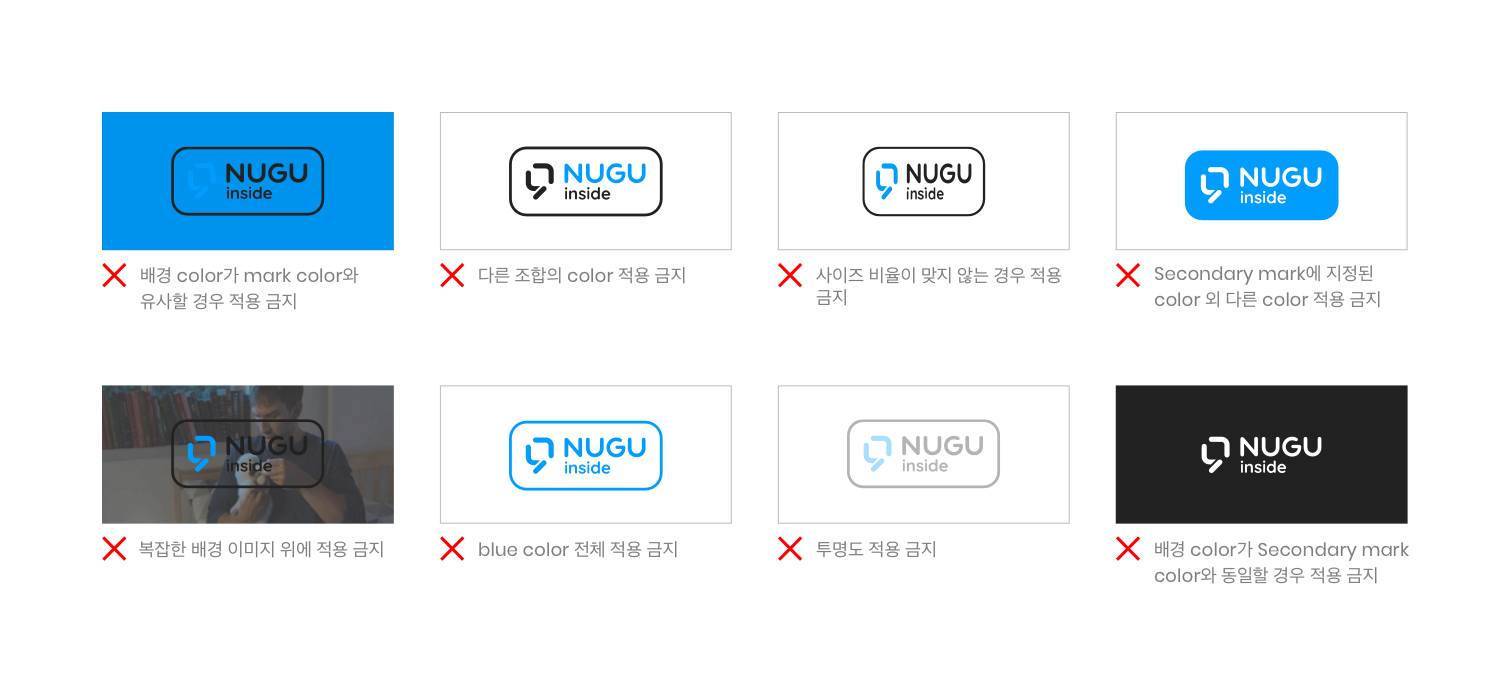 NUGU
inside
NUGU
inside
NUGU
inside
NUGU
inside
배경 color가 mark color와
유사할 경우 적용 금지
다른 조합의 color 적용 금지
사이즈 비율이 맞지 않는 경우 적용
금지
Secondary mark에 지정된
color 외 다른 color 적용 금지
NUGU
inside
NUGU
inside
NUGU
inside
NUGU
inside
복잡한 배경 이미지 위에 적용 금지
blue color 전체 적용 금지
투명도 적용 금지
배경 color가 Secondary mark
color와 동일할 경우 적용 금지